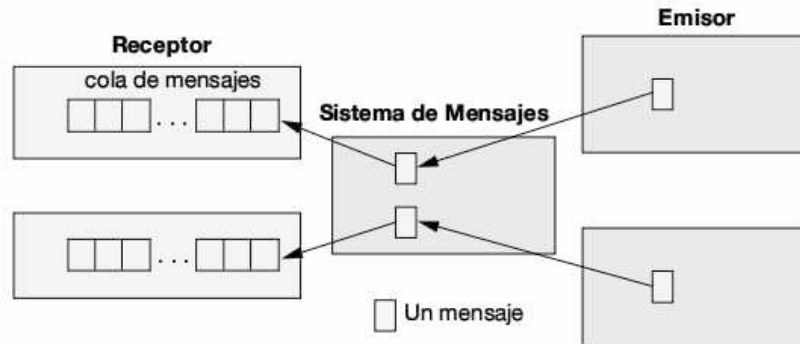 Emisor
Receptor
cola de mensajes
...
Sistema de Mensajes
...
Un mensaje